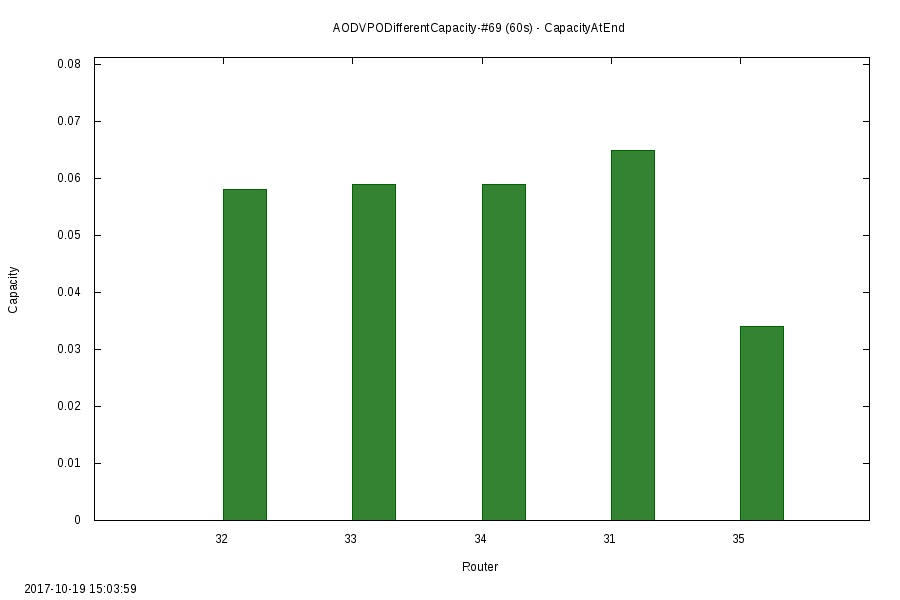 AODVPODifferentCapacity-#69 (60s) - CapacityAtEnd
0.08
0.07
0.06
0.05
0.04
0.03
0.02
0.01
0
Capacity
32 33 34 31 35
Router
2017-10-19 15:03:59